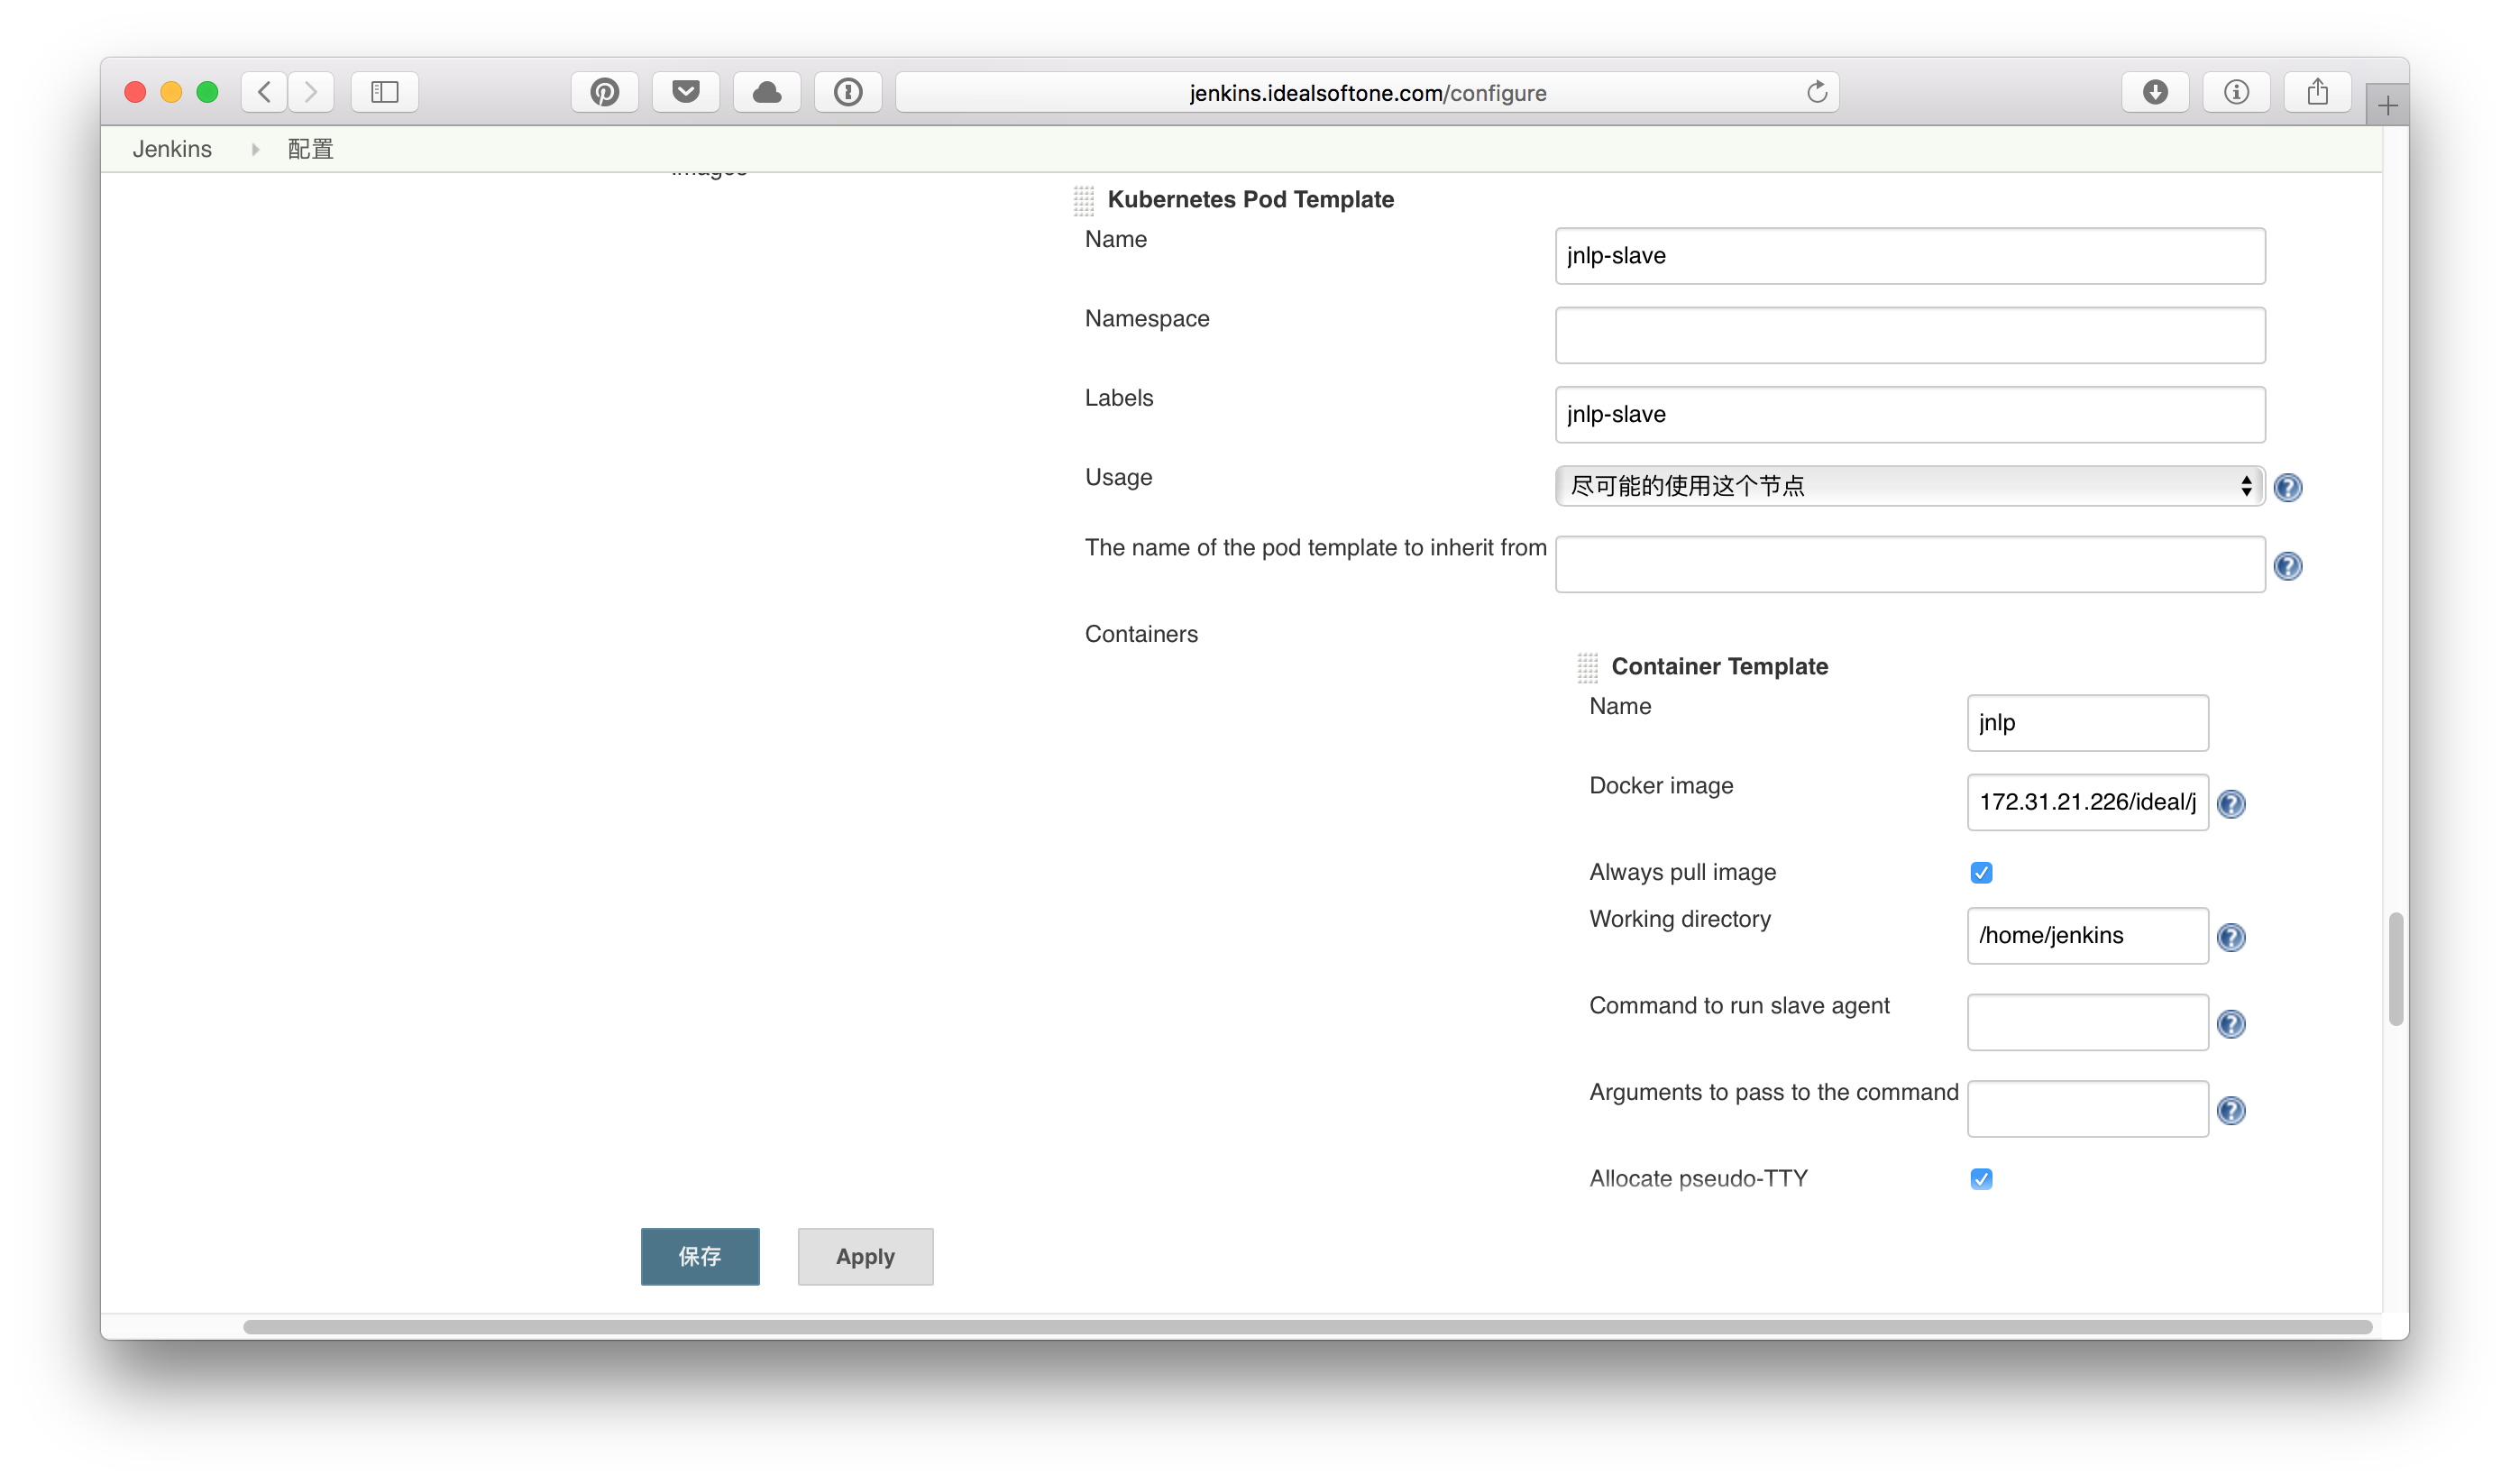 jenkins.idealsoftone.com/configure
Jenkins 配置
Images
Kubernetes Pod Template
Name jnlp-slave
Namespace
Labels jnlp-slave
Usage 尽可能的使用这个节点
The name of the pod template to inherit from
Containers
Container Template
Name jnlp
Docker image 172.31.21.226/ideal/j
Always pull image
Working directory /home/jenkins
Command to run slave agent
Arguments to pass to the command
Allocate pseudo-TTY
保存 Apply